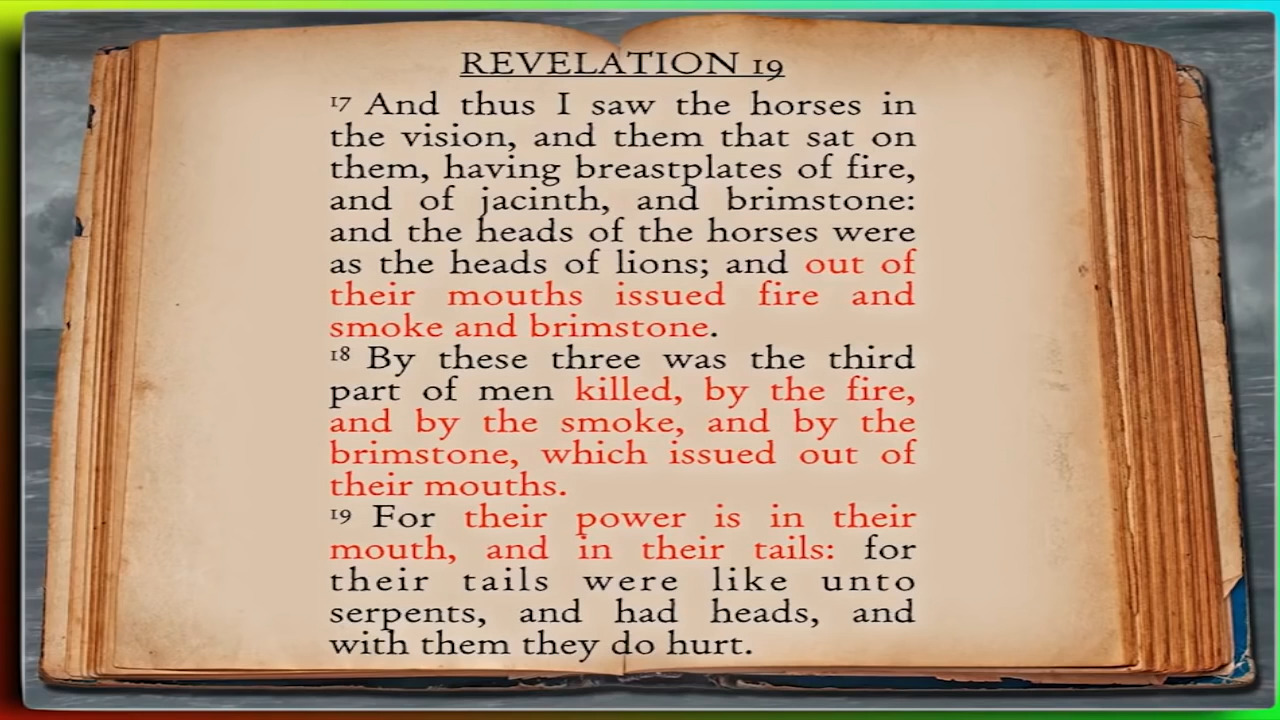 REVELATION 19
17 And thus I saw the horses in
the vision, and them that sat on
them, having breastplates of fire,
and of jacinth, and brimstone:
and the heads of the horses were
as the heads of lions; and out of
their mouths issued fire and
smoke and brimstone.
18 By these three was the third
part of men killed, by the fire,
and by the smoke, and by the
brimstone, which issued out of
their mouths.
19 For their power is in their
mouth, and in their tails: for
their tails were like unto
serpents, and had heads, and
with them they do hurt.